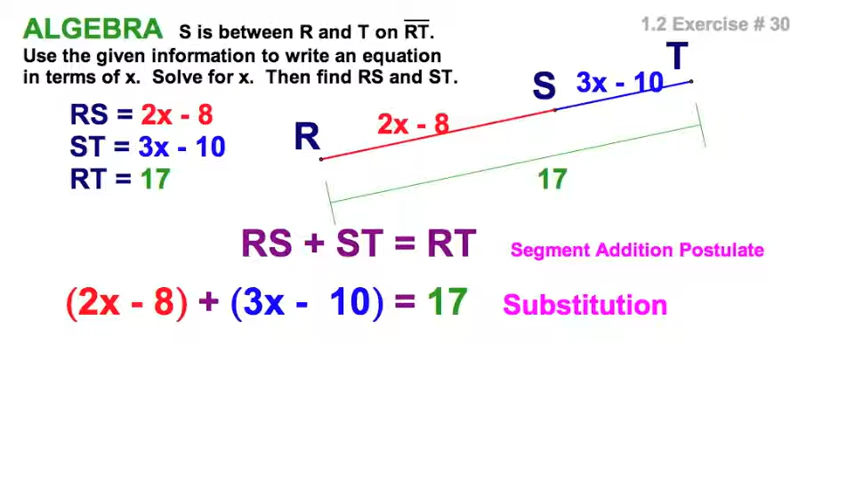 ALGEBRA S is between R and T on RT.
1.2 Exercise # 30
Use the given information to write an equation
in terms of x. Solve for x. Then find RS and ST.
T
S
3x - 10
RS = 2x - 8
R
2x - 8
ST = 3x - 10
RT = 17
17
RS + ST = RT Segment Addition Postulate
(2x - 8) + (3x - 10) = 17 Substitution